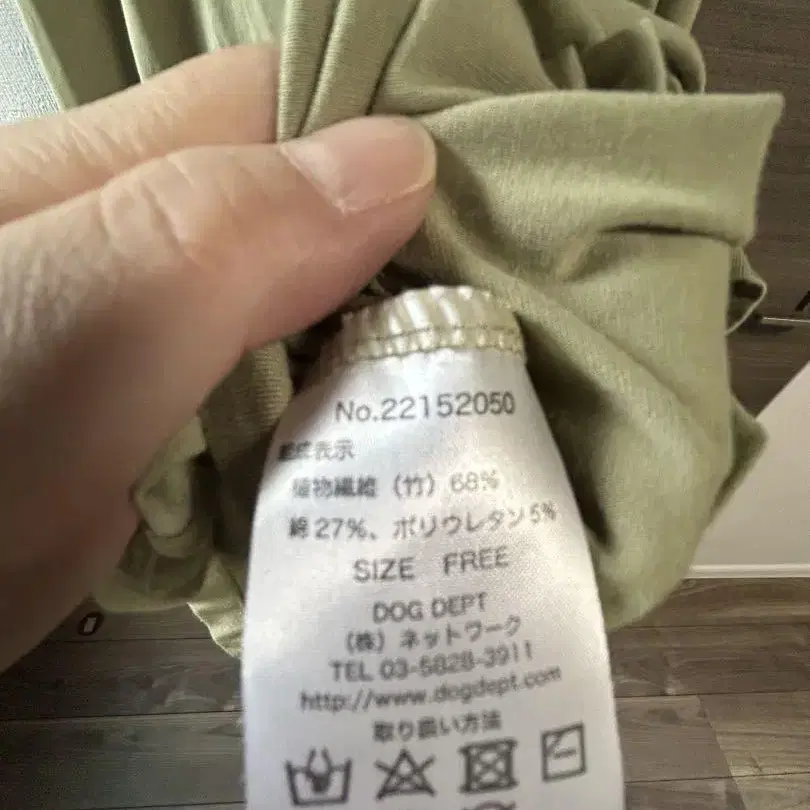 No.22152050
組成表示
植物繊維（竹）68%
綿27%、ポリウレタン5%
SIZE FREE
DOG DEPT
（株）ネットワーク
TEL 03-5828-3911
http://www.dogdept.com
取り扱い方法